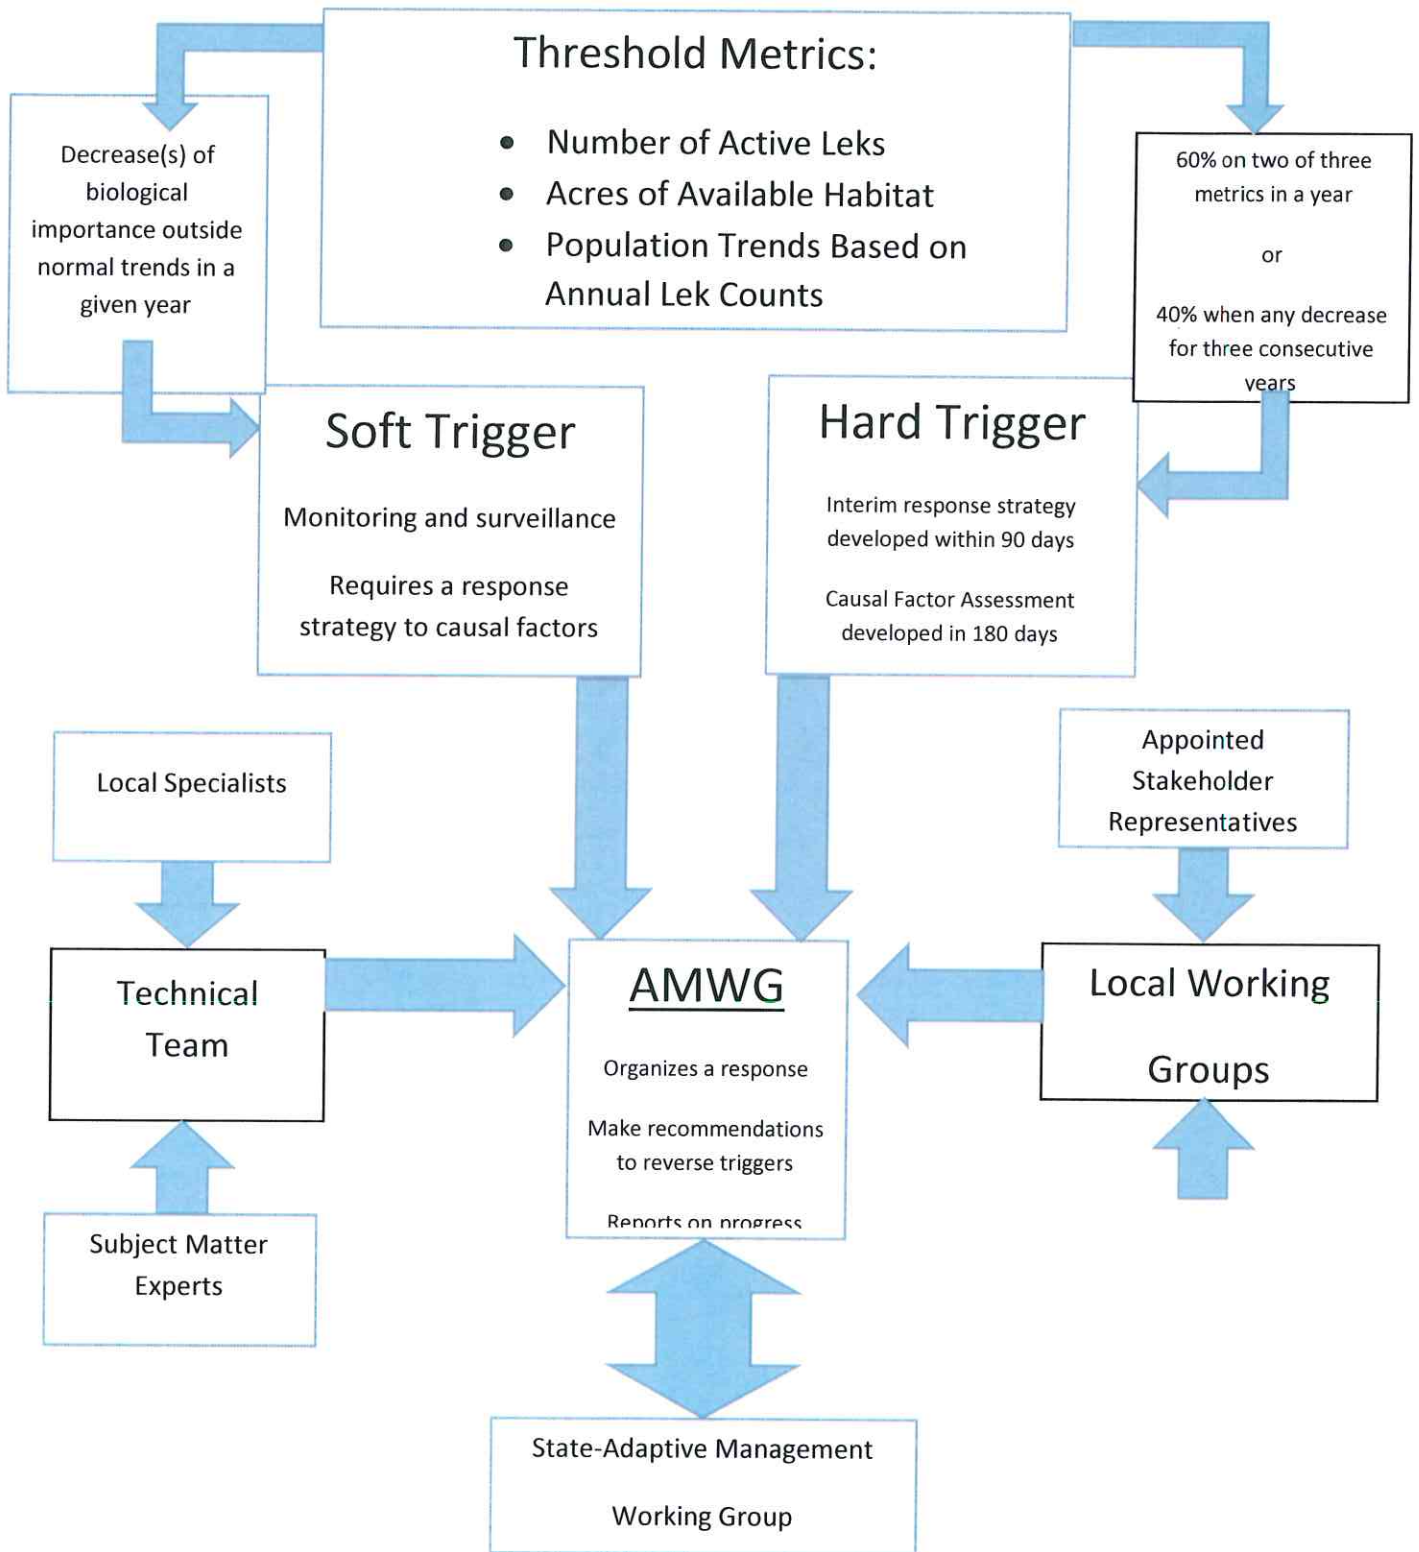 Threshold Metrics:
• Number of Active Leks
• Acres of Available Habitat
• Population Trends Based on
Annual Lek Counts
Decrease(s) of
biological
importance outside
normal trends in a
given year
60% on two of three
metrics in a year
or
40% when any decrease
for three consecutive
years
Soft Trigger
Monitoring and surveillance
Requires a response
strategy to causal factors
Hard Trigger
Interim response strategy
developed within 90 days
Causal Factor Assessment
developed in 180 days
Local Specialists
Appointed
Stakeholder
Representatives
Technical
Team
AMWG
Organizes a response
Make recommendations
to reverse triggers
Reports on progress
Local Working
Groups
Subject Matter
Experts
State-Adaptive Management
Working Group